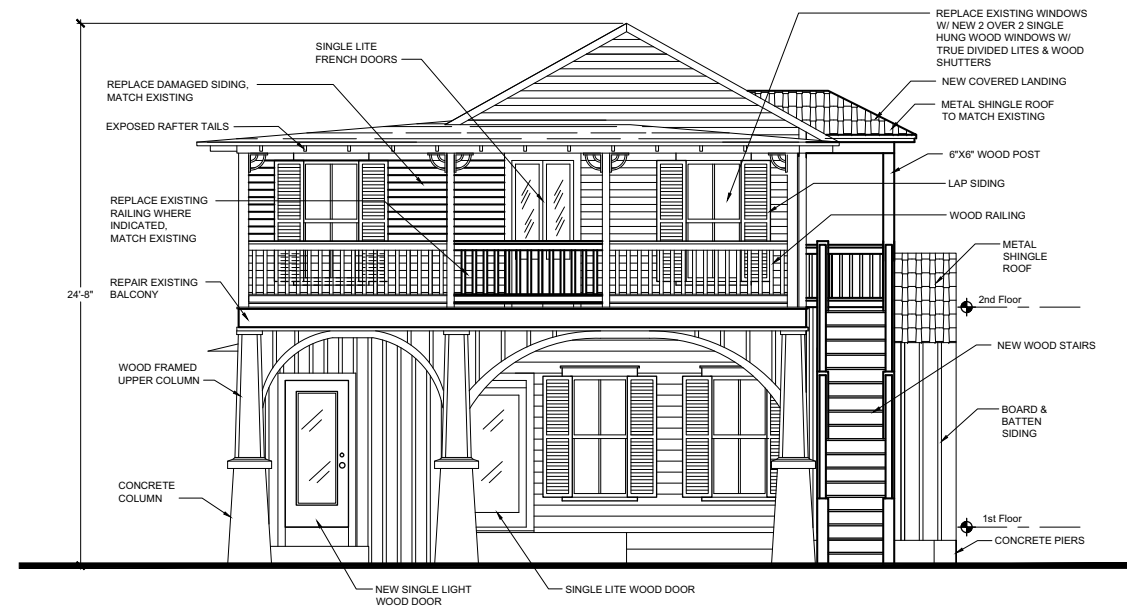 SINGLE LITE
FRENCH DOORS
REPLACE DAMAGED SIDING,
MATCH EXISTING
EXPOSED RAFTER TAILS
REPLACE EXISTING
RAILING WHERE
INDICATED,
MATCH EXISTING
REPAIR EXISTING
BALCONY
24'-8"
WOOD FRAMED
UPPER COLUMN
CONCRETE
COLUMN
NEW SINGLE LIGHT
WOOD DOOR
SINGLE LITE WOOD DOOR
REPLACE EXISTING WINDOWS
W/ NEW 2 OVER 2 SINGLE
HUNG WOOD WINDOWS W/
TRUE DIVIDED LITES & WOOD
SHUTTERS
NEW COVERED LANDING
METAL SHINGLE ROOF
TO MATCH EXISTING
6"X6" WOOD POST
LAP SIDING
WOOD RAILING
METAL
SHINGLE
ROOF
2nd Floor
NEW WOOD STAIRS
BOARD &
BATTEN
SIDING
1st Floor
CONCRETE PIERS